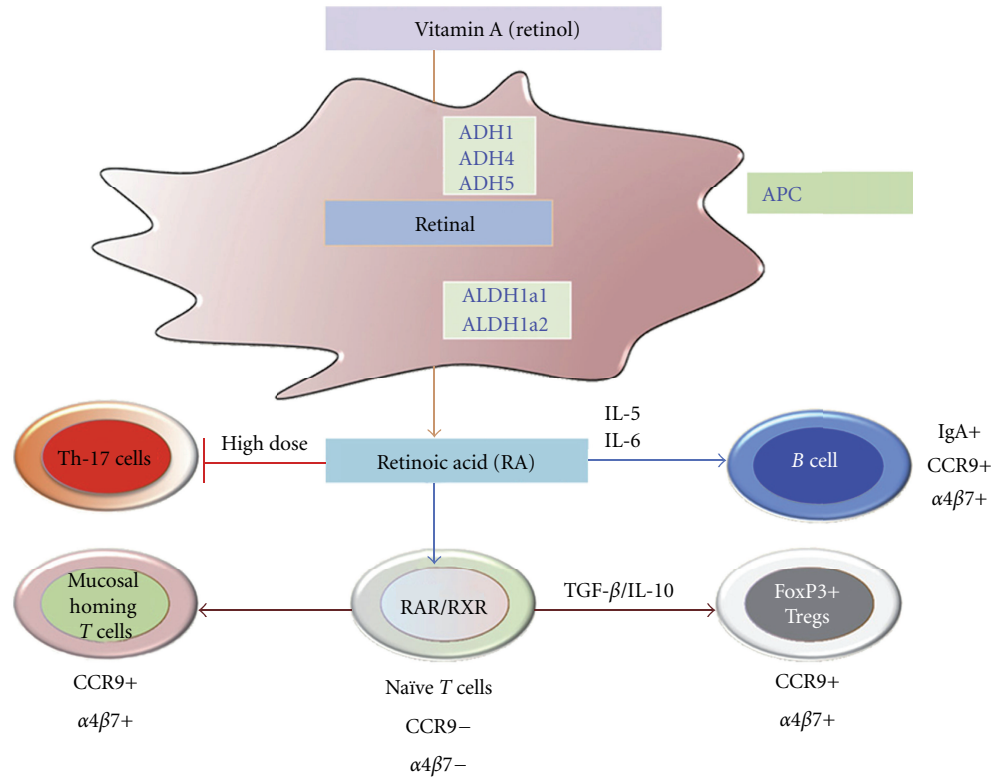 Vitamin A (retinol)
ADH1
ADH4
ADH5
APC
Retinal
ALDH1a1
ALDH1a2
IL-5
IL-6
High dose
Th-17 cells
Retinoic acid (RA)
B cell
IgA+
CCR9+
α4β7+
Mucosal
homing
T cells
RAR/RXR
TGF-β/IL-10
FoxP3+
Tregs
CCR9+
α4β7+
Naïve T cells
CCR9−
α4β7−
CCR9+
α4β7+